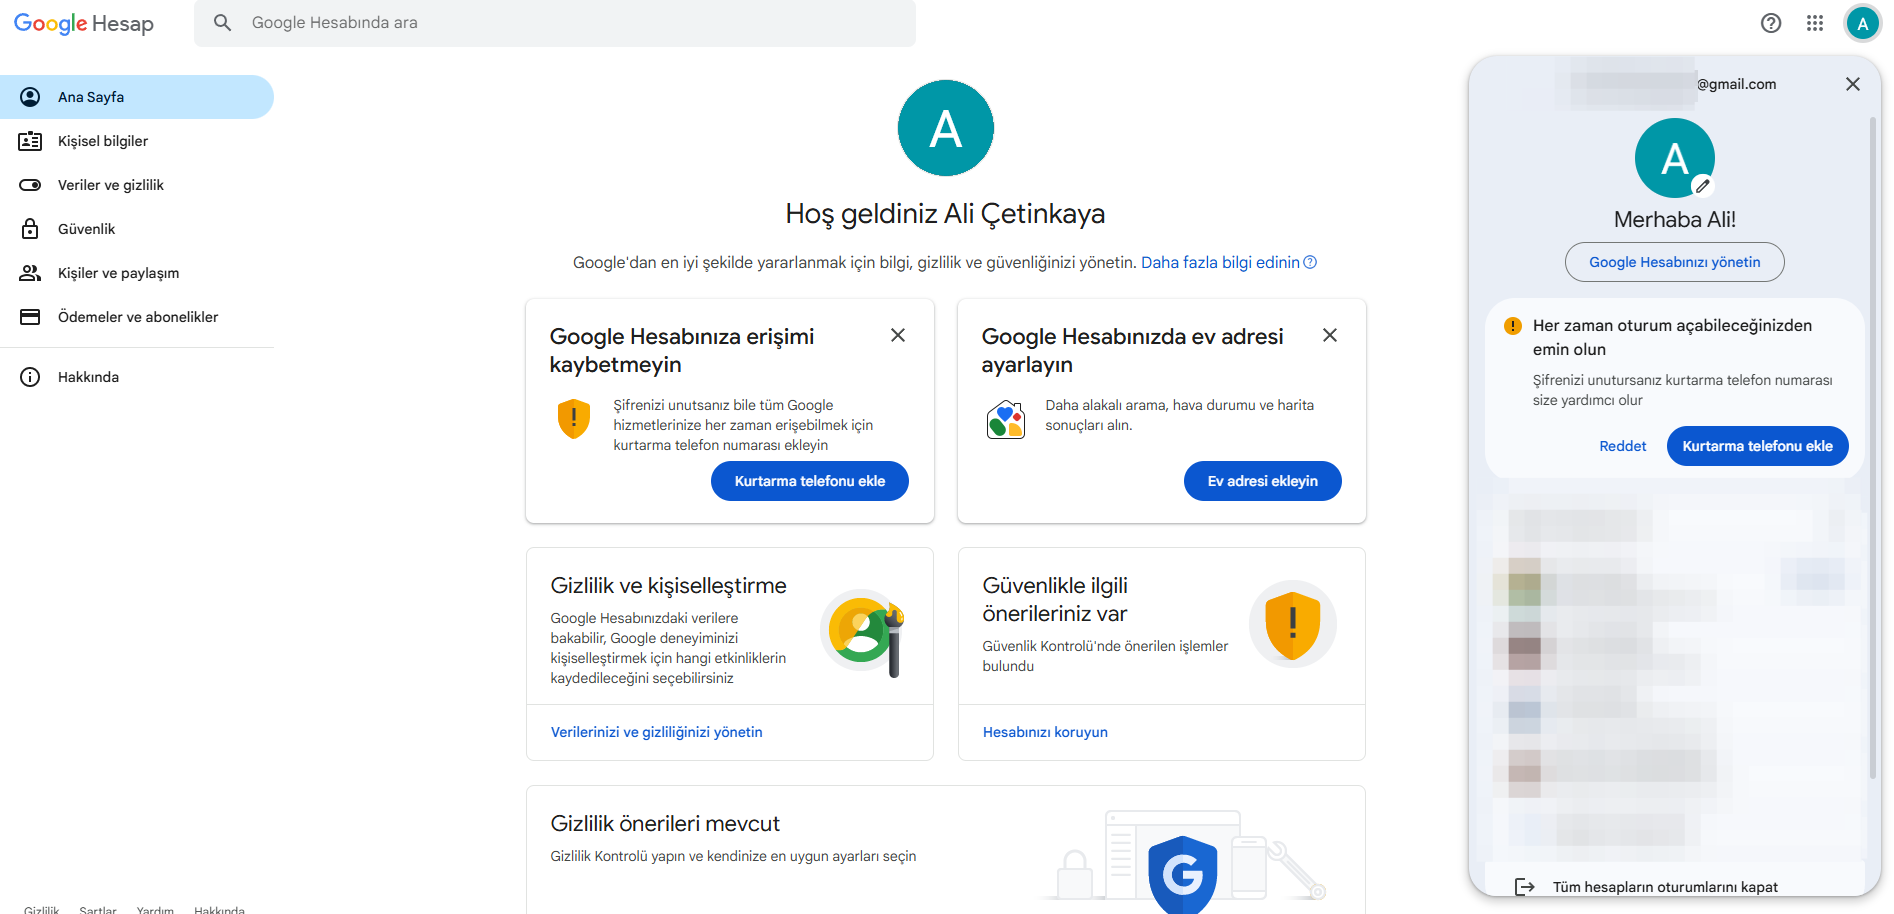 Google Hesap
Google Hesabında ara
A
Ana Sayfa
Kişisel bilgiler
Veriler ve gizlilik
Güvenlik
Kişiler ve paylaşım
Ödemeler ve abonelikler
Hakkında
A
Hoş geldiniz Ali Çetinkaya
Google'dan en iyi şekilde yararlanmak için bilgi, gizlilik ve güvenliğinizi yönetin. Daha fazla bilgi edinin
Google Hesabınıza erişimi
kaybetmeyin
Şifrenizi unutsanız bile tüm Google
hizmetlerinize her zaman erişebilmek için
kurtarma telefon numarası ekleyin
Kurtarma telefonu ekle
Google Hesabınızda ev adresi
ayarlayın
Daha alakalı arama, hava durumu ve harita
sonuçları alın.
Ev adresi ekleyin
Gizlilik ve kişiselleştirme
Google Hesabınızdaki verilere
bakabilir, Google deneyiminizi
kişiselleştirmek için hangi etkinliklerin
kaydedileceğini seçebilirsiniz
Verilerinizi ve gizliliğinizi yönetin
Güvenlikle ilgili
önerileriniz var
Güvenlik Kontrolü'nde önerilen işlemler
bulundu
Hesabınızı koruyun
Gizlilik önerileri mevcut
Gizlilik Kontrolü yapın ve kendinize en uygun ayarları seçin
G
@gmail.com
A
Merhaba Ali!
Google Hesabınızı yönetin
Her zaman oturum açabileceğinizden
emin olun
Şifrenizi unutursanız kurtarma telefon numarası
size yardımcı olur
Reddet
Kurtarma telefonu ekle
Tüm hesapların oturumlarını kapat
Gizlilik Şartlar Yardım Hakkında